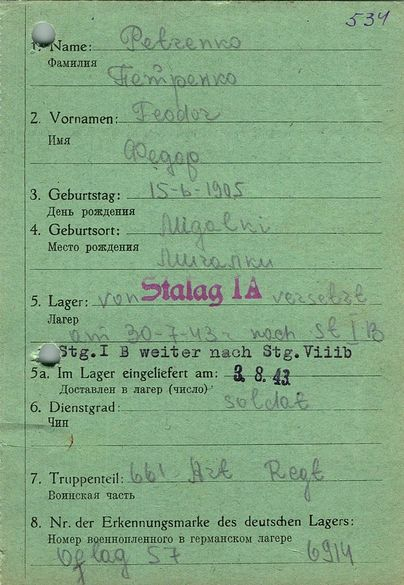 534
1. Name: Petrenko
Фамилия
Петренко
2. Vornamen: Feodor
Имя
Федор
3. Geburtstag: 15-6-1905
День рождения
4. Geburtsort: Migalki
Место рождения
Мигалки
5. Lager: von Stalag IA versetzt
Лагер
am 30-7-43 nach St I B
Stg.I B weiter nach Stg.Viiib
5a. Im Lager eingeliefert am: 3.8.43
Доставлен в лагер (число)
6. Dienstgrad: soldat
Чин
7. Truppenteil: 661 Art Regt
Воинская часть
8. Nr. der Erkennungsmarke des deutschen Lagers:
Номер военнопленного в германском лагере
Oflag 57 6914